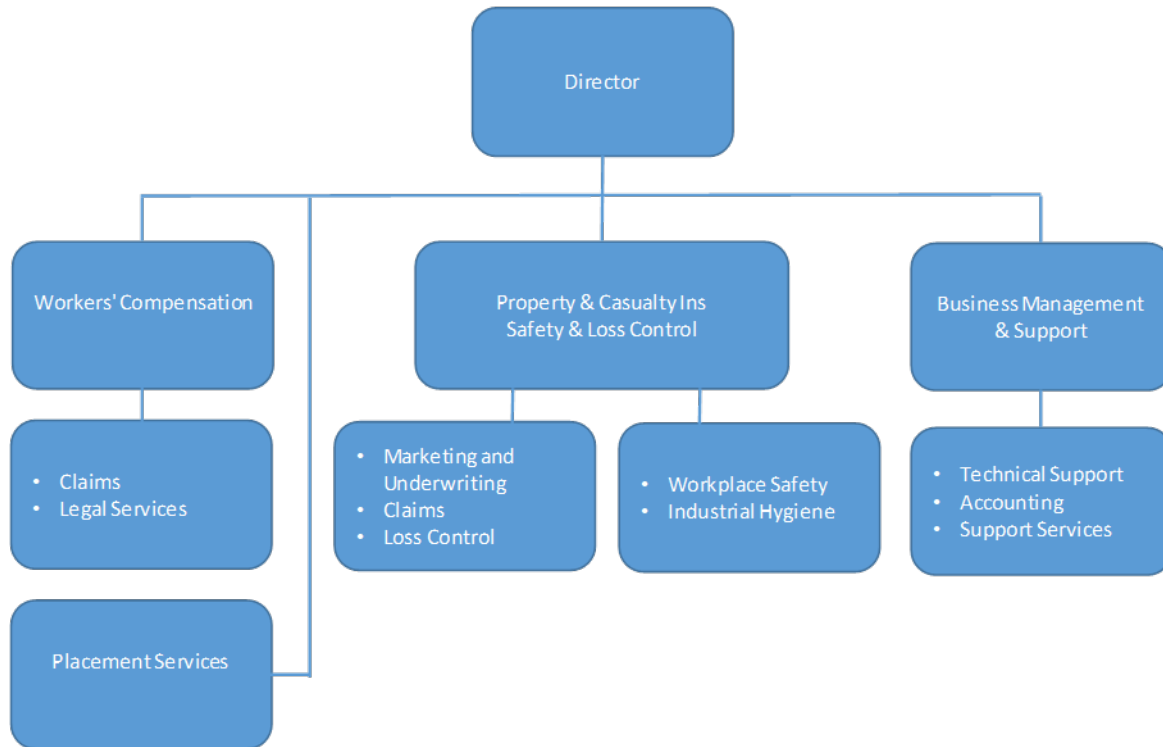 Director
Workers' Compensation
Property & Casualty Ins
Safety & Loss Control
Business Management
& Support
• Claims
• Legal Services
• Marketing and
Underwriting
• Claims
• Loss Control
• Workplace Safety
• Industrial Hygiene
• Technical Support
• Accounting
• Support Services
Placement Services